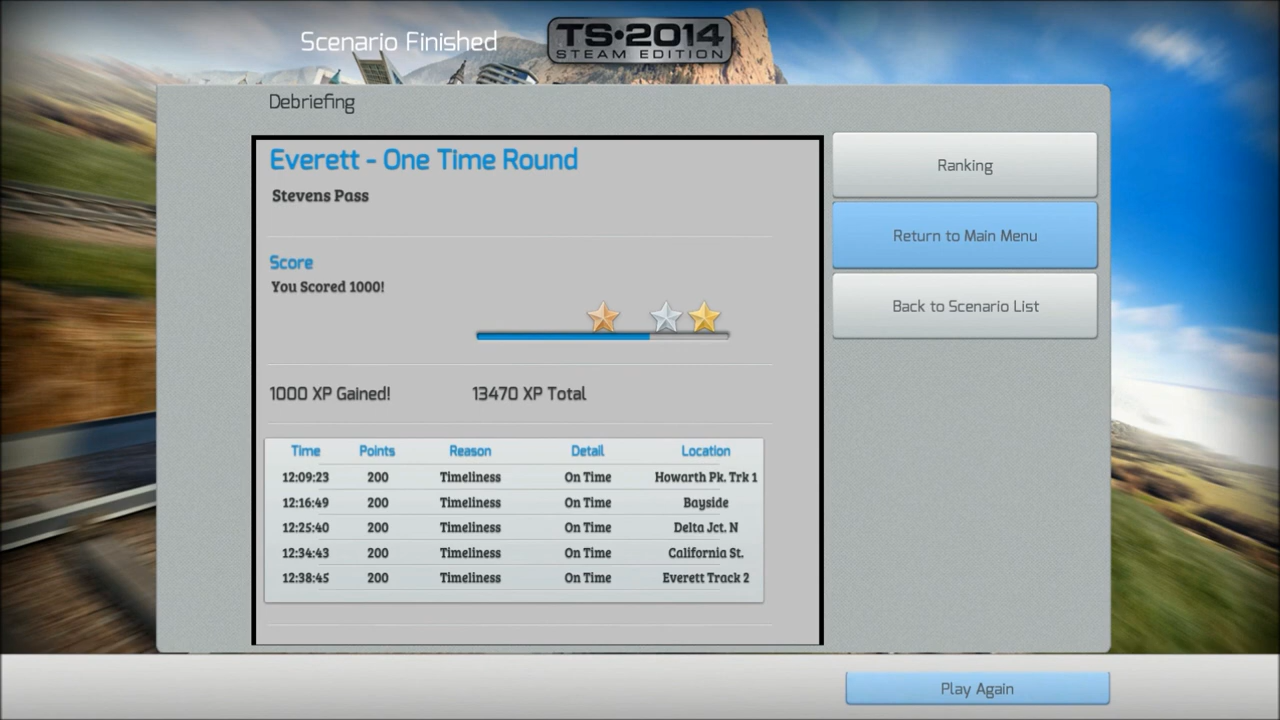 Scenario Finished
TS•2014
STEAM EDITION
Debriefing
Everett - One Time Round
Stevens Pass
Score
You Scored 1000!
1000 XP Gained! 13470 XP Total
Time Points Reason Detail Location
12:09:23 200 Timeliness On Time Howarth Pk. Trk 1
12:16:49 200 Timeliness On Time Bayside
12:25:40 200 Timeliness On Time Delta Jct. N
12:34:43 200 Timeliness On Time California St.
12:38:45 200 Timeliness On Time Everett Track 2
Ranking
Return to Main Menu
Back to Scenario List
Play Again